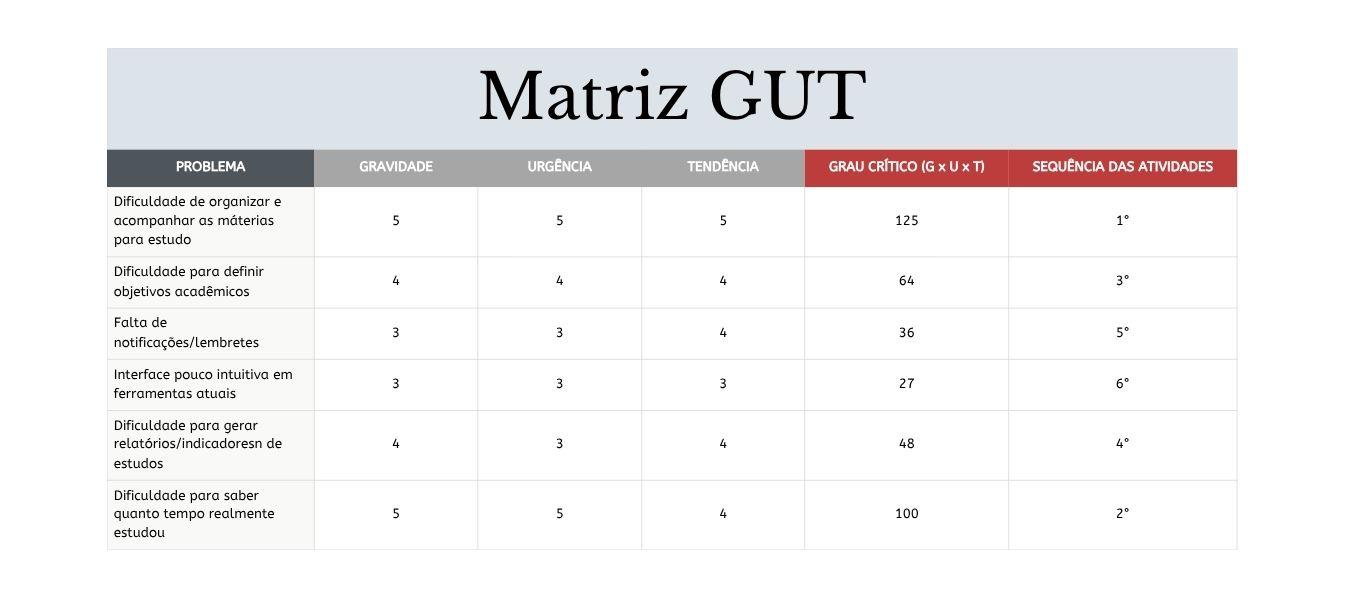 Matriz GUT
PROBLEMA GRAVIDADE URGÊNCIA TENDÊNCIA GRAU CRÍTICO (G x U x T) SEQUÊNCIA DAS ATIVIDADES
Dificuldade de organizar e
acompanhar as máterias
para estudo
5 5 5 125 1°
Dificuldade para definir
objetivos acadêmicos
4 4 4 64 3°
Falta de
notificações/lembretes
3 3 4 36 5°
Interface pouco intuitiva em
ferramentas atuais
3 3 3 27 6°
Dificuldade para gerar
relatórios/indicadoresn de
estudos
4 3 4 48 4°
Dificuldade para saber
quanto tempo realmente
estudou
5 5 4 100 2°